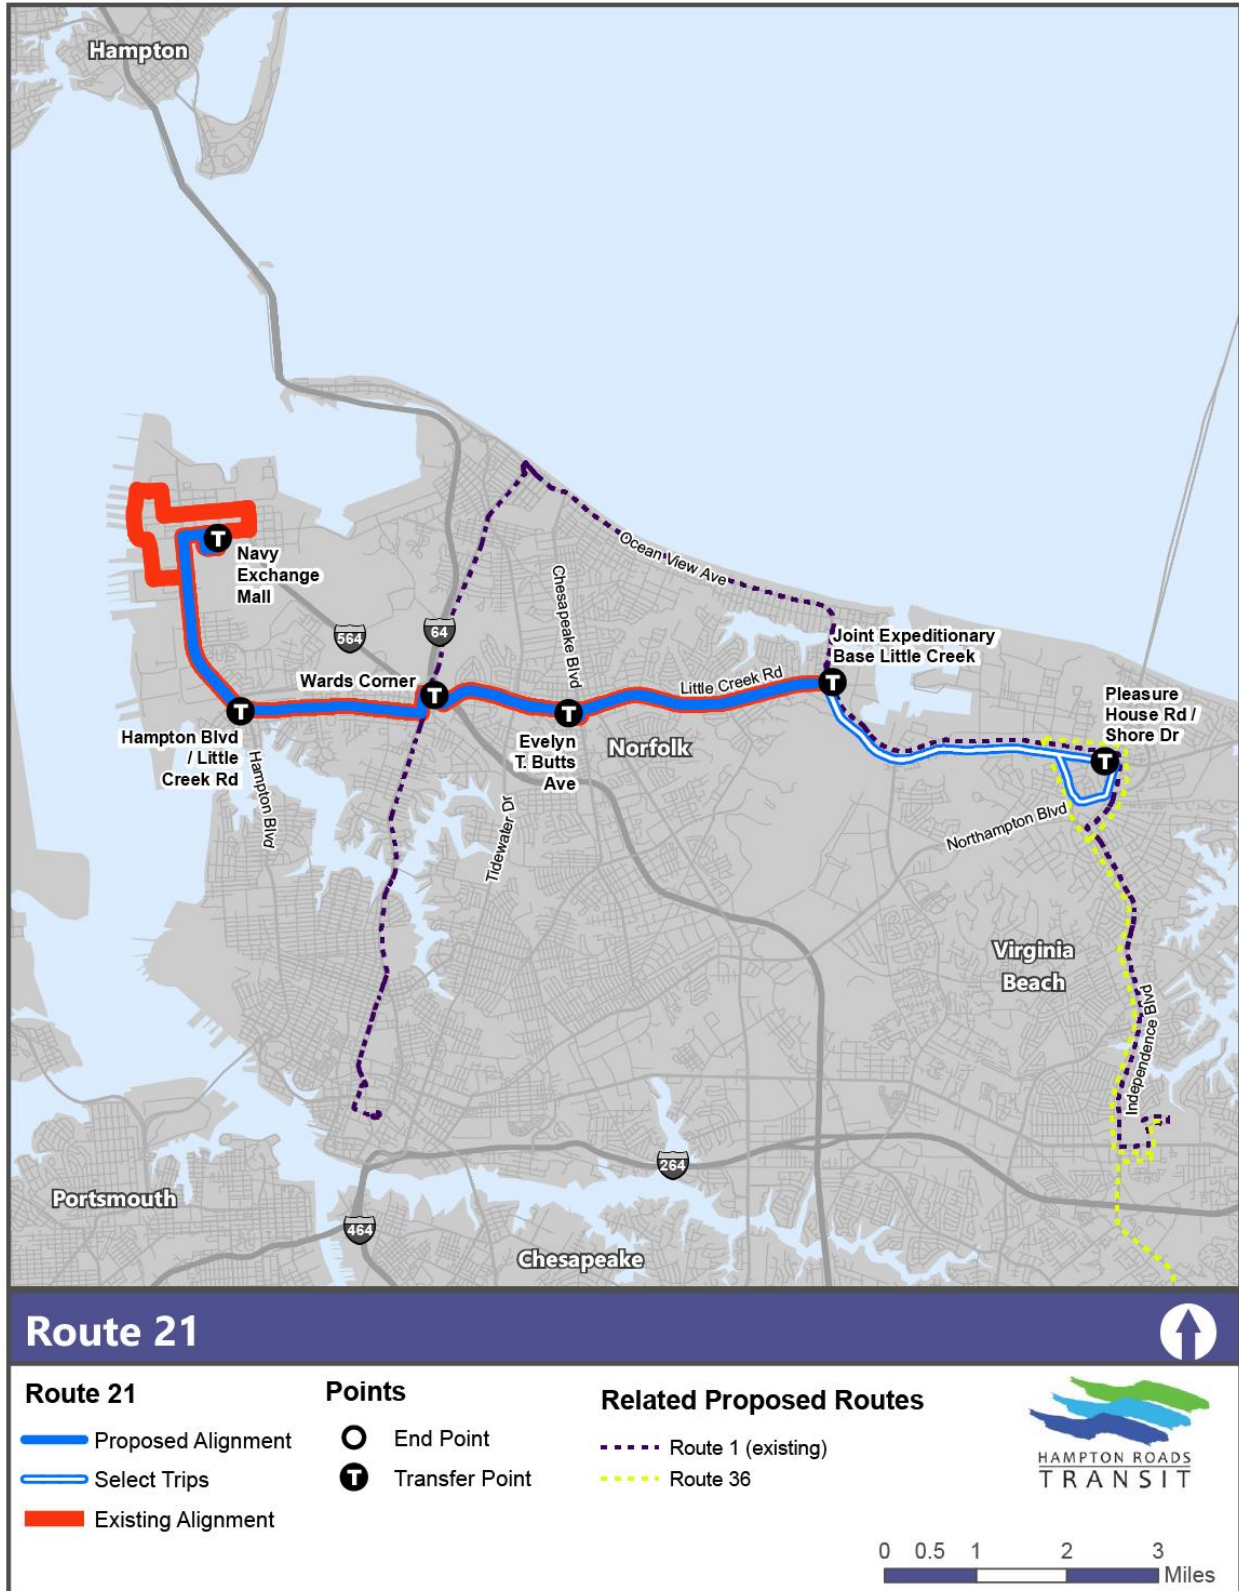 Hampton
Navy
Exchange
Mall
Ocean View Ave
Chesapeake Blvd
564
64
Joint Expeditionary
Base Little Creek
Wards Corner
Little Creek Rd
Pleasure
House Rd /
Shore Dr
Hampton Blvd
/ Little
Creek Rd
Evelyn
T. Butts
Ave
Norfolk
Hampton Blvd
Tidewater Dr
Northampton Blvd
Virginia
Beach
Independence Blvd
264
Portsmouth
464
Chesapeake
T
T
T
T
T
T
Route 21
Route 21
Proposed Alignment
Select Trips
Existing Alignment
Points
End Point
T Transfer Point
Related Proposed Routes
Route 1 (existing)
Route 36
HAMPTON ROADS
TRANSIT
0 0.5 1 2 3
Miles